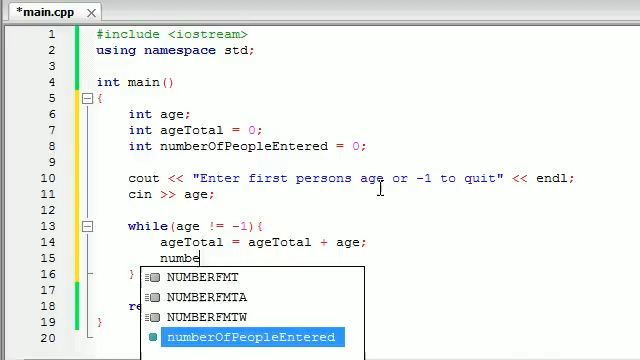 *main.cpp
1 #include <iostream>
2 using namespace std;
3
4 int main()
5 {
6 int age;
7 int ageTotal = 0;
8 int numberOfPeopleEntered = 0;
9
10 cout << "Enter first persons age or -1 to quit" << endl;
11 cin >> age;
12
13 while(age != -1){
14 ageTotal = ageTotal + age;
15 numbe
16 }
NUMBERFMT
17
NUMBERFMTA
18 re
NUMBERFMTW
19 }
numberOfPeopleEntered
20